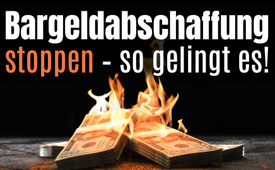 Bargeldabschaffung
stoppen – so gelingt es!